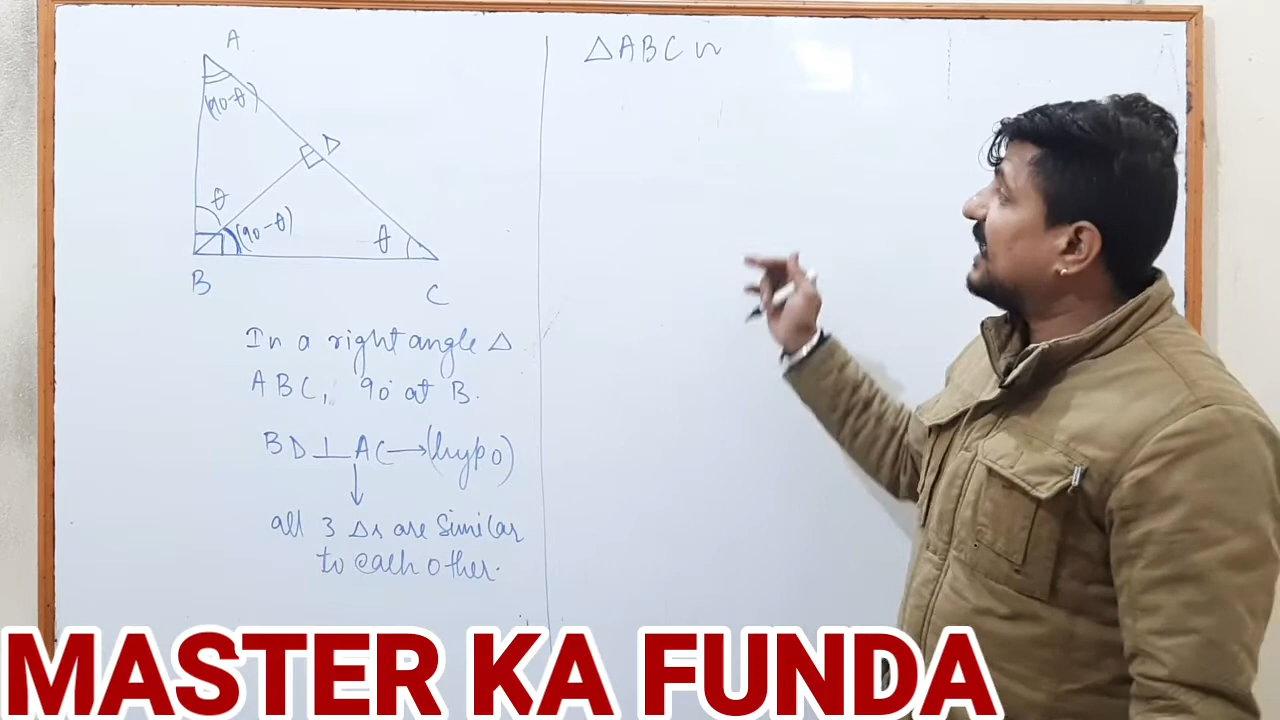 A
(90-θ)
D
θ
(90-θ)
θ
B
C
In a right angle △
ABC, 90° at B.
BD⊥AC→(hypo)
↓
all 3 △s are similar
to each other.
△ABC ~
MASTER KA FUNDA